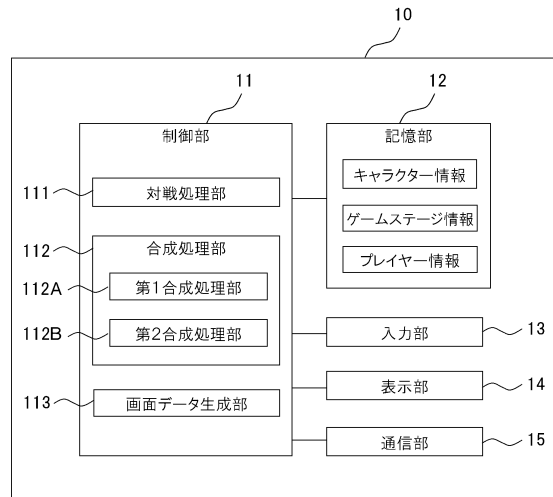 10
11
12
制御部
記憶部
キャラクター情報
111
対戦処理部
ゲームステージ情報
112
合成処理部
プレイヤー情報
112A
第1合成処理部
112B
第2合成処理部
入力部
13
表示部
14
113
画面データ生成部
通信部
15